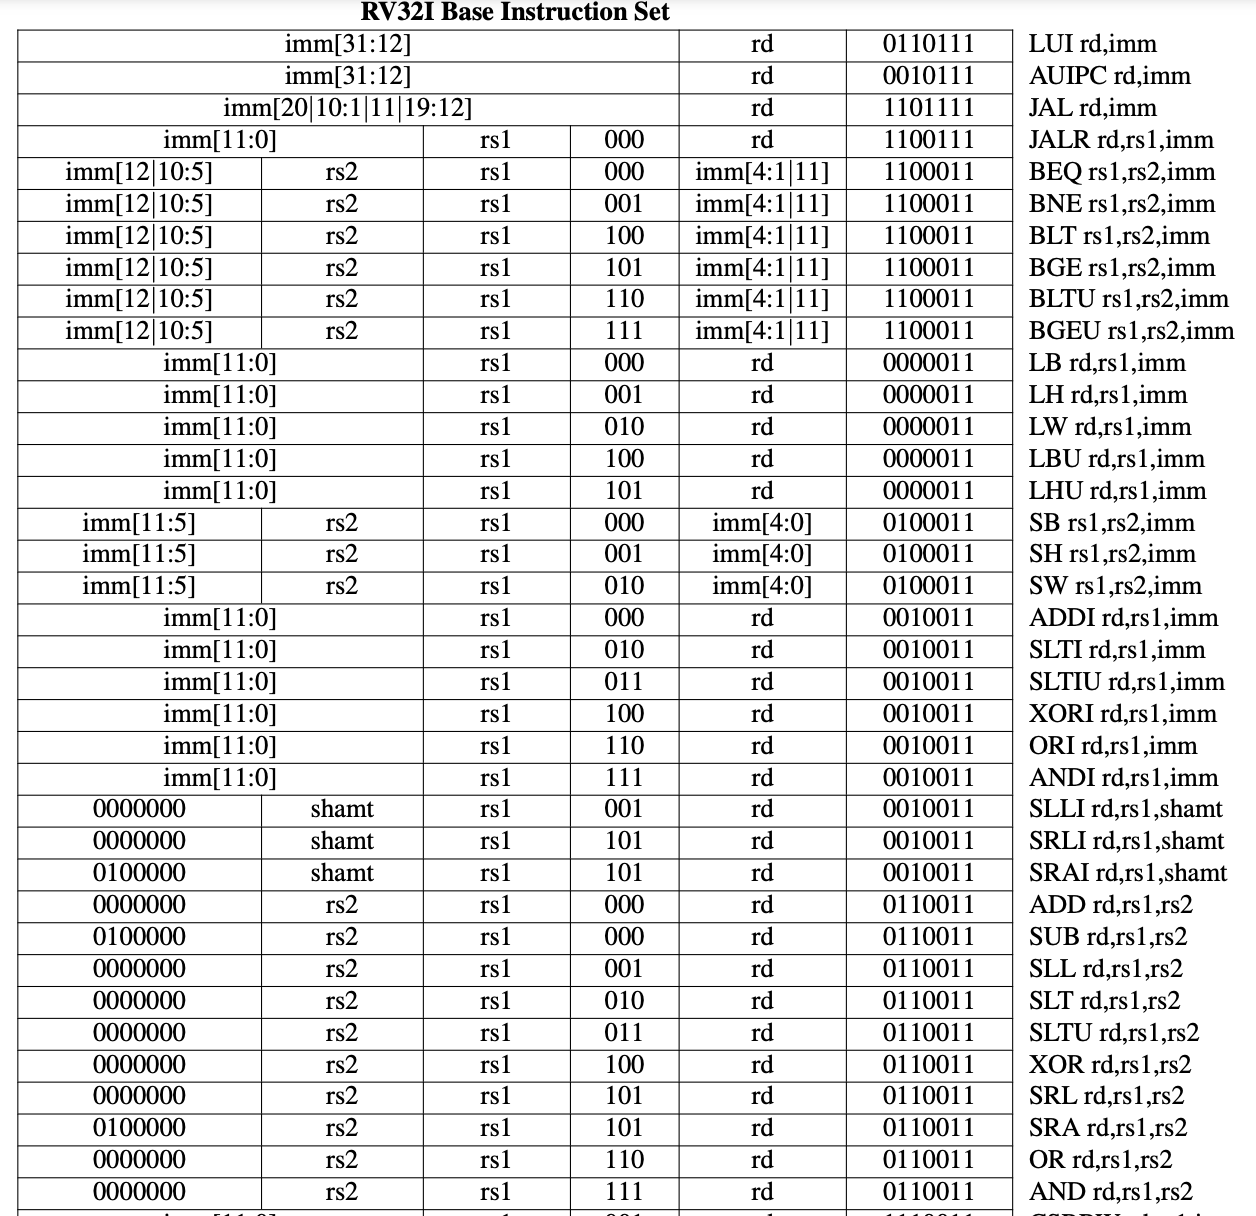 RV32I Base Instruction Set
imm[31:12] rd 0110111 LUI rd,imm
imm[31:12] rd 0010111 AUIPC rd,imm
imm[20|10:1|11|19:12] rd 1101111 JAL rd,imm
imm[11:0] rs1 000 rd 1100111 JALR rd,rs1,imm
imm[12|10:5] rs2 rs1 000 imm[4:1|11] 1100011 BEQ rs1,rs2,imm
imm[12|10:5] rs2 rs1 001 imm[4:1|11] 1100011 BNE rs1,rs2,imm
imm[12|10:5] rs2 rs1 100 imm[4:1|11] 1100011 BLT rs1,rs2,imm
imm[12|10:5] rs2 rs1 101 imm[4:1|11] 1100011 BGE rs1,rs2,imm
imm[12|10:5] rs2 rs1 110 imm[4:1|11] 1100011 BLTU rs1,rs2,imm
imm[12|10:5] rs2 rs1 111 imm[4:1|11] 1100011 BGEU rs1,rs2,imm
imm[11:0] rs1 000 rd 0000011 LB rd,rs1,imm
imm[11:0] rs1 001 rd 0000011 LH rd,rs1,imm
imm[11:0] rs1 010 rd 0000011 LW rd,rs1,imm
imm[11:0] rs1 100 rd 0000011 LBU rd,rs1,imm
imm[11:0] rs1 101 rd 0000011 LHU rd,rs1,imm
imm[11:5] rs2 rs1 000 imm[4:0] 0100011 SB rs1,rs2,imm
imm[11:5] rs2 rs1 001 imm[4:0] 0100011 SH rs1,rs2,imm
imm[11:5] rs2 rs1 010 imm[4:0] 0100011 SW rs1,rs2,imm
imm[11:0] rs1 000 rd 0010011 ADDI rd,rs1,imm
imm[11:0] rs1 010 rd 0010011 SLTI rd,rs1,imm
imm[11:0] rs1 011 rd 0010011 SLTIU rd,rs1,imm
imm[11:0] rs1 100 rd 0010011 XORI rd,rs1,imm
imm[11:0] rs1 110 rd 0010011 ORI rd,rs1,imm
imm[11:0] rs1 111 rd 0010011 ANDI rd,rs1,imm
0000000 shamt rs1 001 rd 0010011 SLLI rd,rs1,shamt
0000000 shamt rs1 101 rd 0010011 SRLI rd,rs1,shamt
0100000 shamt rs1 101 rd 0010011 SRAI rd,rs1,shamt
0000000 rs2 rs1 000 rd 0110011 ADD rd,rs1,rs2
0100000 rs2 rs1 000 rd 0110011 SUB rd,rs1,rs2
0000000 rs2 rs1 001 rd 0110011 SLL rd,rs1,rs2
0000000 rs2 rs1 010 rd 0110011 SLT rd,rs1,rs2
0000000 rs2 rs1 011 rd 0110011 SLTU rd,rs1,rs2
0000000 rs2 rs1 100 rd 0110011 XOR rd,rs1,rs2
0000000 rs2 rs1 101 rd 0110011 SRL rd,rs1,rs2
0100000 rs2 rs1 101 rd 0110011 SRA rd,rs1,rs2
0000000 rs2 rs1 110 rd 0110011 OR rd,rs1,rs2
0000000 rs2 rs1 111 rd 0110011 AND rd,rs1,rs2